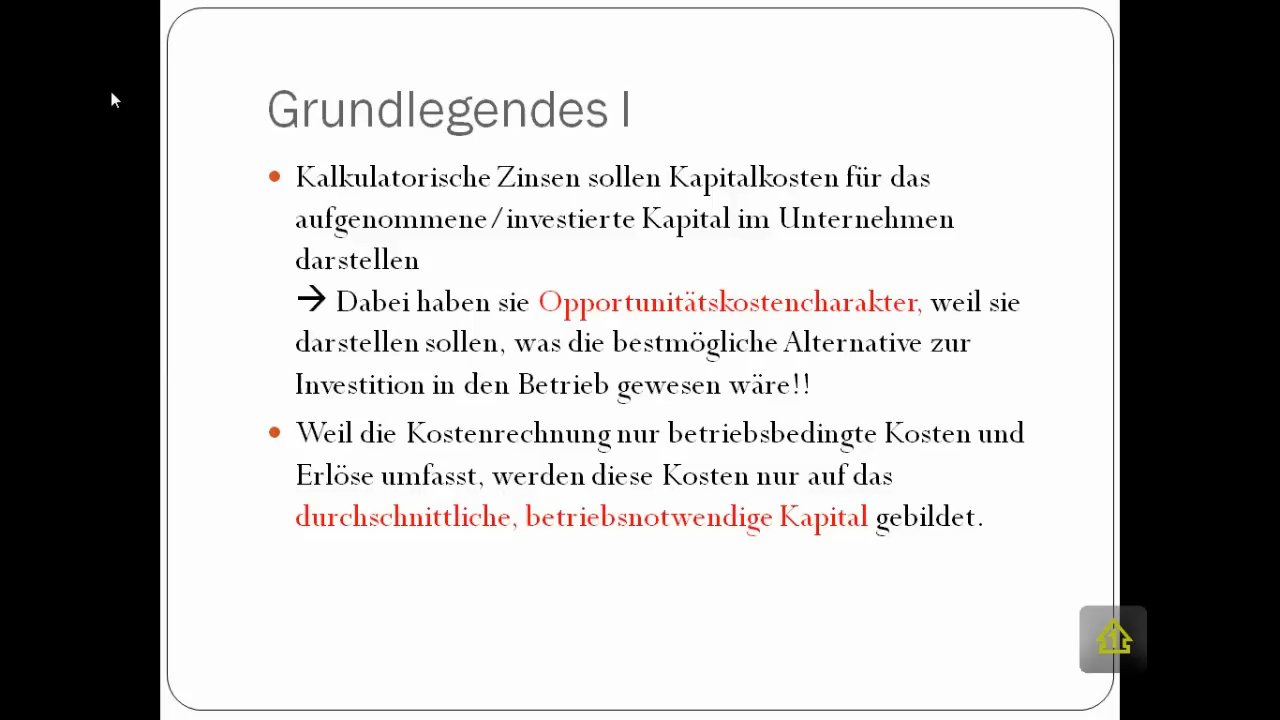 Grundlegendes I
• Kalkulatorische Zinsen sollen Kapitalkosten für das
aufgenommene/investierte Kapital im Unternehmen
darstellen
→ Dabei haben sie Opportunitätskostencharakter, weil sie
darstellen sollen, was die bestmögliche Alternative zur
Investition in den Betrieb gewesen wäre!!
• Weil die Kostenrechnung nur betriebsbedingte Kosten und
Erlöse umfasst, werden diese Kosten nur auf das
durchschnittliche, betriebsnotwendige Kapital gebildet.
1